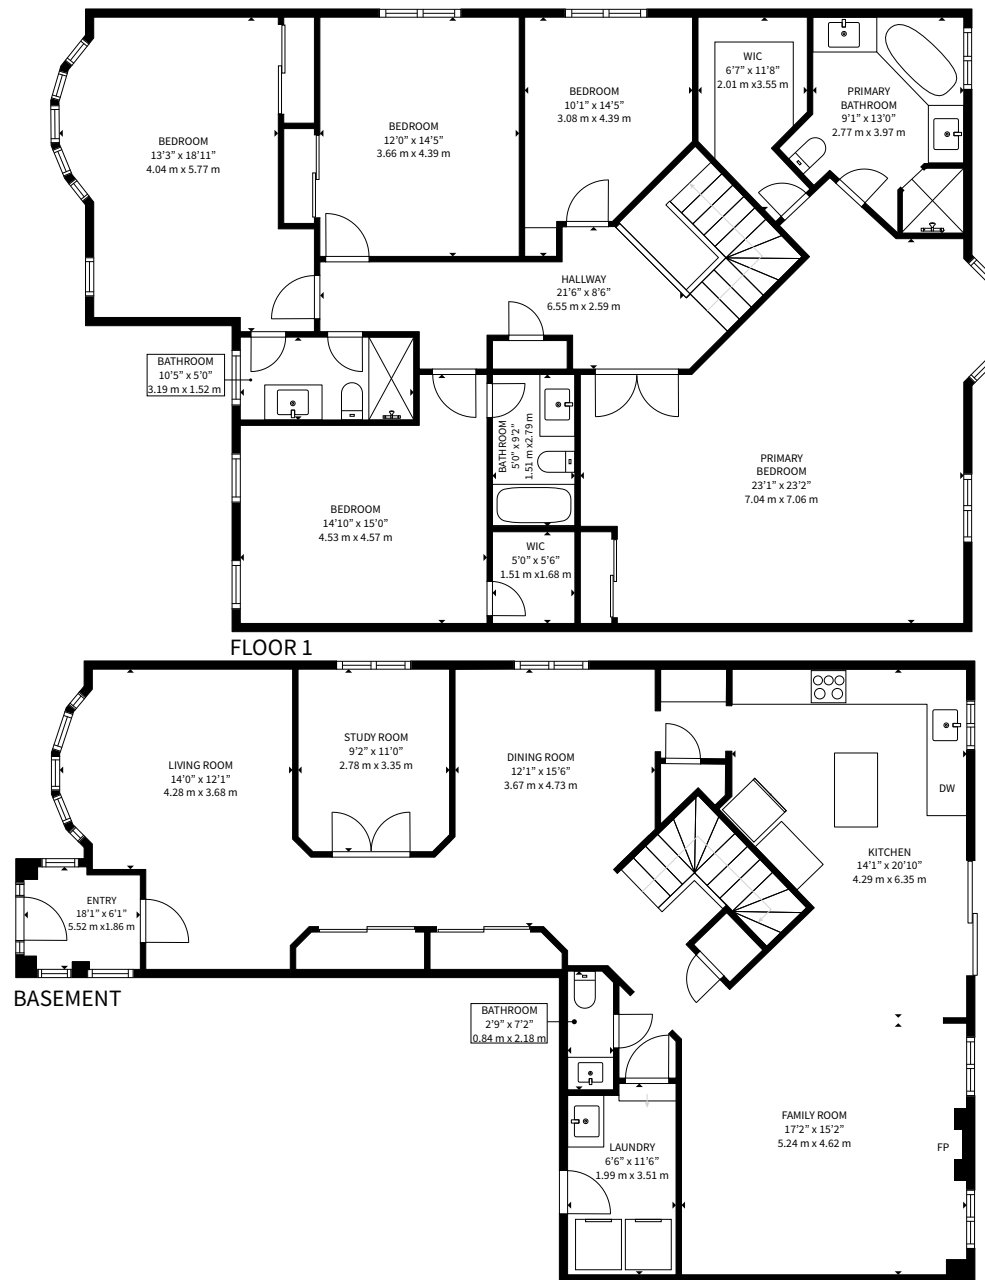 WIC
6'7" x 11'8"
2.01 m x3.55 m
BEDROOM
10'1" x 14'5"
3.08 m x 4.39 m
PRIMARY
BATHROOM
9'1" x 13'0"
2.77 m x 3.97 m
BEDROOM
12'0" x 14'5"
3.66 m x 4.39 m
BEDROOM
13'3" x 18'11"
4.04 m x 5.77 m
HALLWAY
21'6" x 8'6"
6.55 m x 2.59 m
BATHROOM
10'5" x 5'0"
3.19 m x 1.52 m
BATHROOM
5'0" x 9'2"
1.51 m x2.79 m
PRIMARY
BEDROOM
23'1" x 23'2"
7.04 m x 7.06 m
BEDROOM
14'10" x 15'0"
4.53 m x 4.57 m
WIC
5'0" x 5'6"
1.51 m x1.68 m
FLOOR 1
STUDY ROOM
9'2" x 11'0"
2.78 m x 3.35 m
LIVING ROOM
14'0" x 12'1"
4.28 m x 3.68 m
DINING ROOM
12'1" x 15'6"
3.67 m x 4.73 m
DW
KITCHEN
14'1" x 20'10"
4.29 m x 6.35 m
ENTRY
18'1" x 6'1"
5.52 m x1.86 m
BASEMENT
BATHROOM
2'9" x 7'2"
0.84 m x 2.18 m
FAMILY ROOM
17'2" x 15'2"
5.24 m x 4.62 m
FP
LAUNDRY
6'6" x 11'6"
1.99 m x 3.51 m